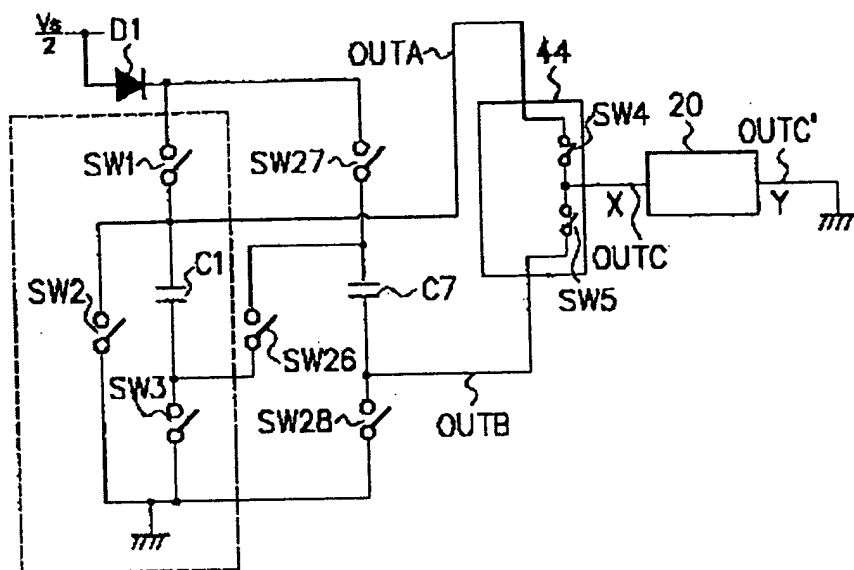 Vs/2
D1
OUTA
44
SW4
20
OUTC'
SW1
SW27
X
Y
OUTC
C1
SW2
C7
SW5
SW26
SW3
SW28
OUTB